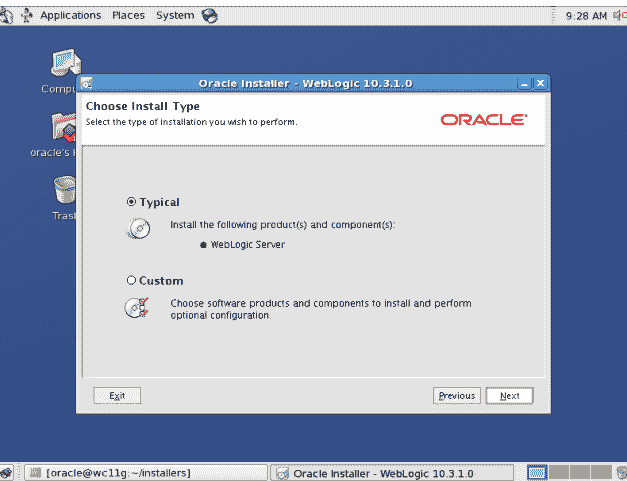 Applications Places System 9:28 AM
Oracle Installer - WebLogic 10.3.1.0
Choose Install Type
Select the type of installation you wish to perform.
ORACLE
oracle's
Typical
Install the following product(s) and component(s):
WebLogic Server
Custom
Choose software products and components to install and perform
optional configuration.
Exit Previous Next
[oracle@wc11g:~/installers] Oracle Installer - WebLogic 10.3.1.0